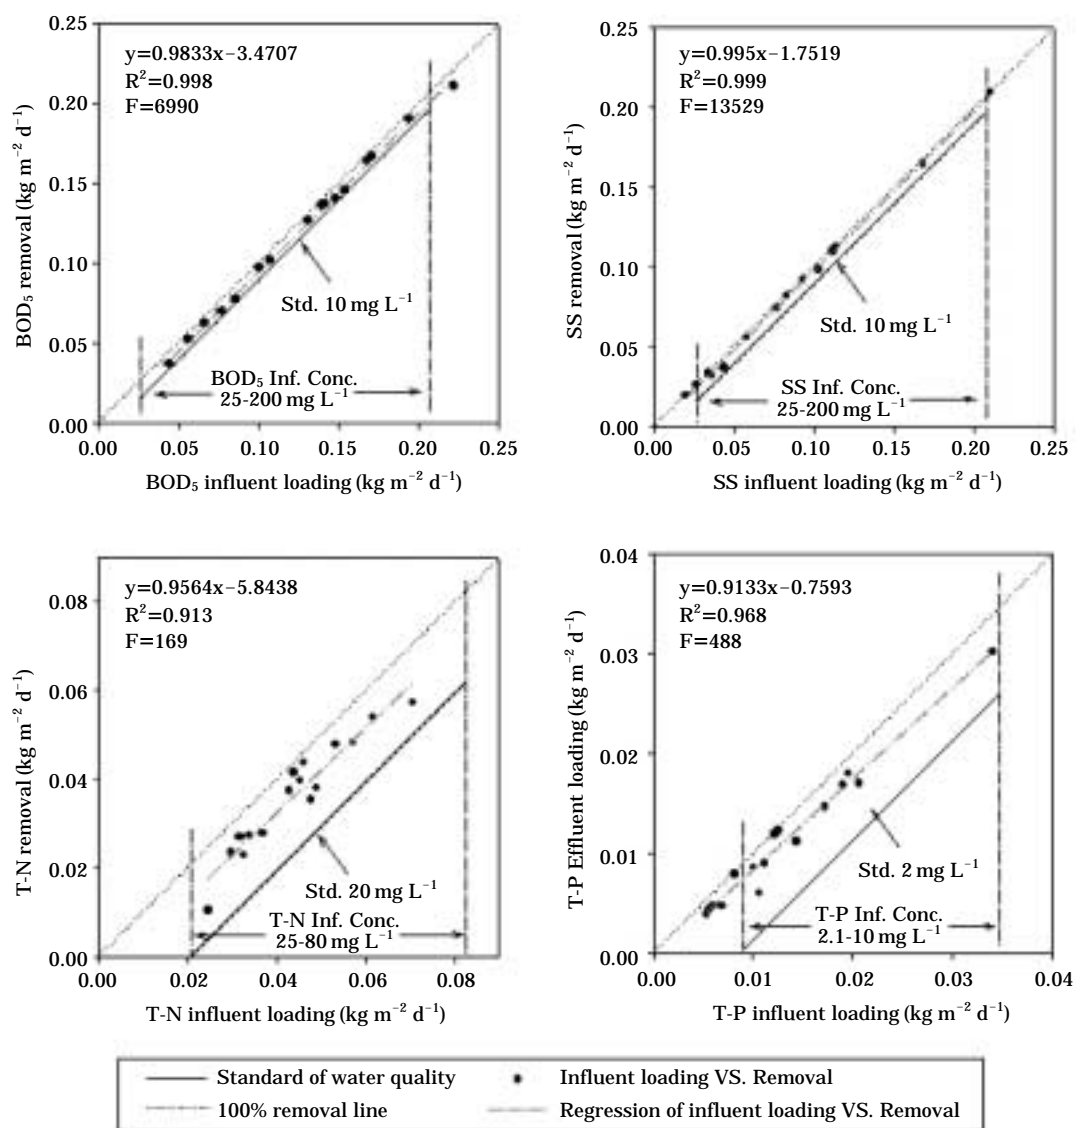 0.25
y=0.9833x−3.4707
R²=0.998
F=6990
0.20
0.15
0.10
0.05
0.00
BOD₅ removal (kg m⁻² d⁻¹)
Std. 10 mg L⁻¹
BOD₅ Inf. Conc.
25-200 mg L⁻¹
0.00 0.05 0.10 0.15 0.20 0.25
BOD₅ influent loading (kg m⁻² d⁻¹)
0.25
y=0.995x−1.7519
R²=0.999
F=13529
0.20
0.15
0.10
0.05
0.00
SS removal (kg m⁻² d⁻¹)
Std. 10 mg L⁻¹
SS Inf. Conc.
25-200 mg L⁻¹
0.00 0.05 0.10 0.15 0.20 0.25
SS influent loading (kg m⁻² d⁻¹)
y=0.9564x−5.8438
R²=0.913
F=169
0.08
0.06
0.04
0.02
0.00
T-N removal (kg m⁻² d⁻¹)
Std. 20 mg L⁻¹
T-N Inf. Conc.
25-80 mg L⁻¹
0.00 0.02 0.04 0.06 0.08
T-N influent loading (kg m⁻² d⁻¹)
0.04
y=0.9133x−0.7593
R²=0.968
F=488
0.03
0.02
0.01
0.00
T-P Effluent loading (kg m⁻² d⁻¹)
Std. 2 mg L⁻¹
T-P Inf. Conc.
2.1-10 mg L⁻¹
0.00 0.01 0.02 0.03 0.04
T-P influent loading (kg m⁻² d⁻¹)
Standard of water quality
Influent loading VS. Removal
100% removal line
Regression of influent loading VS. Removal